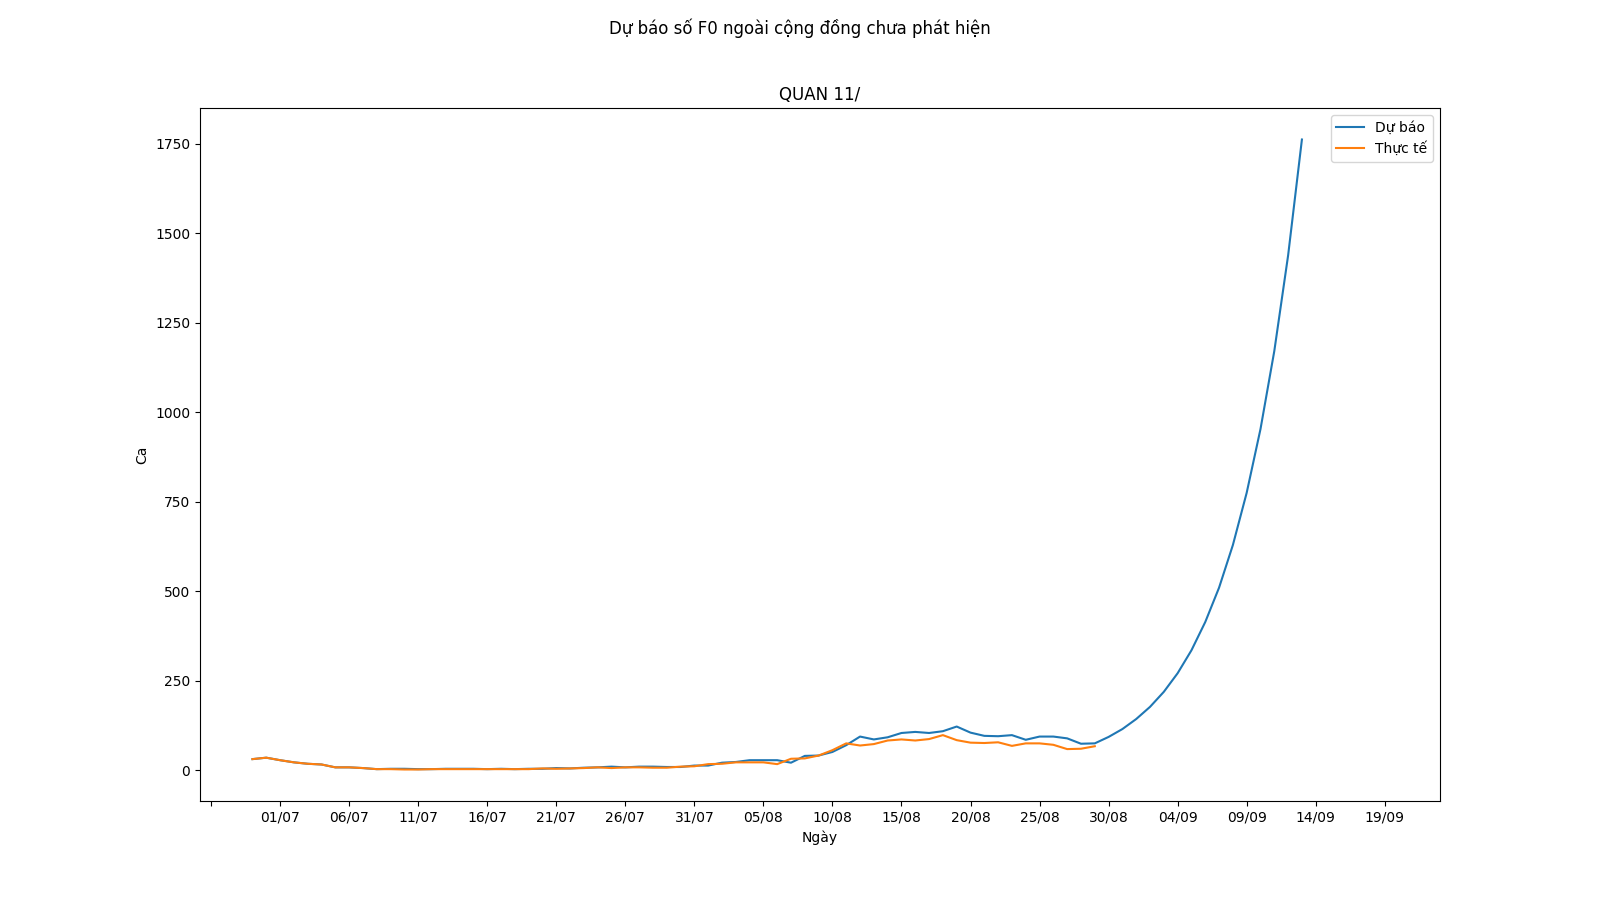 Dự báo số F0 ngoài cộng đồng chưa phát hiện
QUAN 11/
Dự báo
Thực tế
1750
1500
1250
1000
750
500
250
0
Ca
01/07 06/07 11/07 16/07 21/07 26/07 31/07 05/08 10/08 15/08 20/08 25/08 30/08 04/09 09/09 14/09 19/09
Ngày